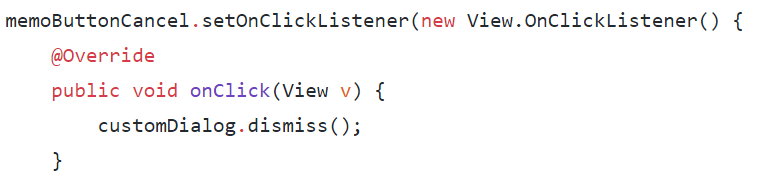 memoButtonCancel.setOnClickListener(new View.OnClickListener() {
    @Override
    public void onClick(View v) {
        customDialog.dismiss();
    }